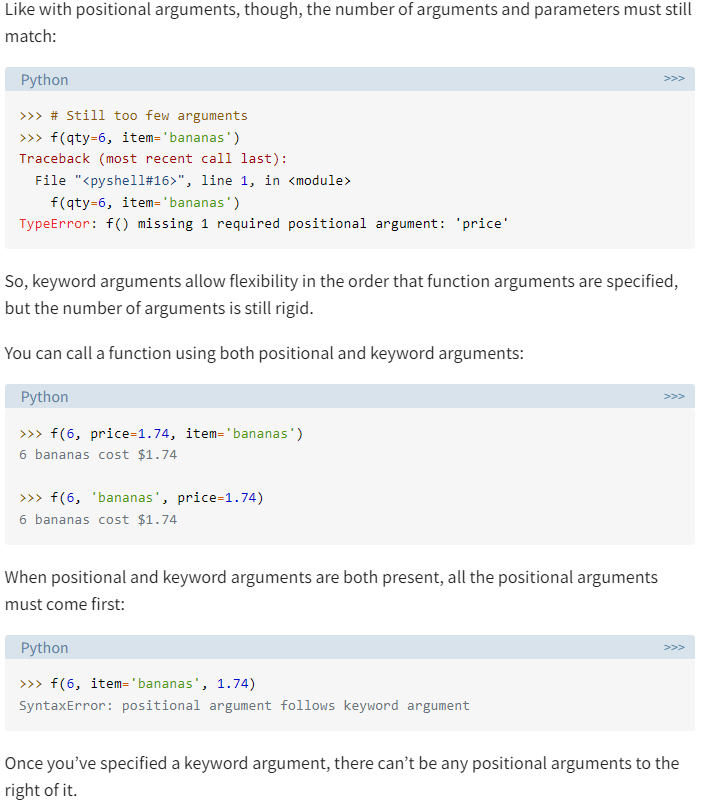 Like with positional arguments, though, the number of arguments and parameters must still
match:
Python >>>
>>> # Still too few arguments
>>> f(qty=6, item='bananas')
Traceback (most recent call last):
  File "<pyshell#16>", line 1, in <module>
    f(qty=6, item='bananas')
TypeError: f() missing 1 required positional argument: 'price'
So, keyword arguments allow flexibility in the order that function arguments are specified,
but the number of arguments is still rigid.
You can call a function using both positional and keyword arguments:
Python >>>
>>> f(6, price=1.74, item='bananas')
6 bananas cost $1.74
>>> f(6, 'bananas', price=1.74)
6 bananas cost $1.74
When positional and keyword arguments are both present, all the positional arguments
must come first:
Python >>>
>>> f(6, item='bananas', 1.74)
SyntaxError: positional argument follows keyword argument
Once you’ve specified a keyword argument, there can’t be any positional arguments to the
right of it.